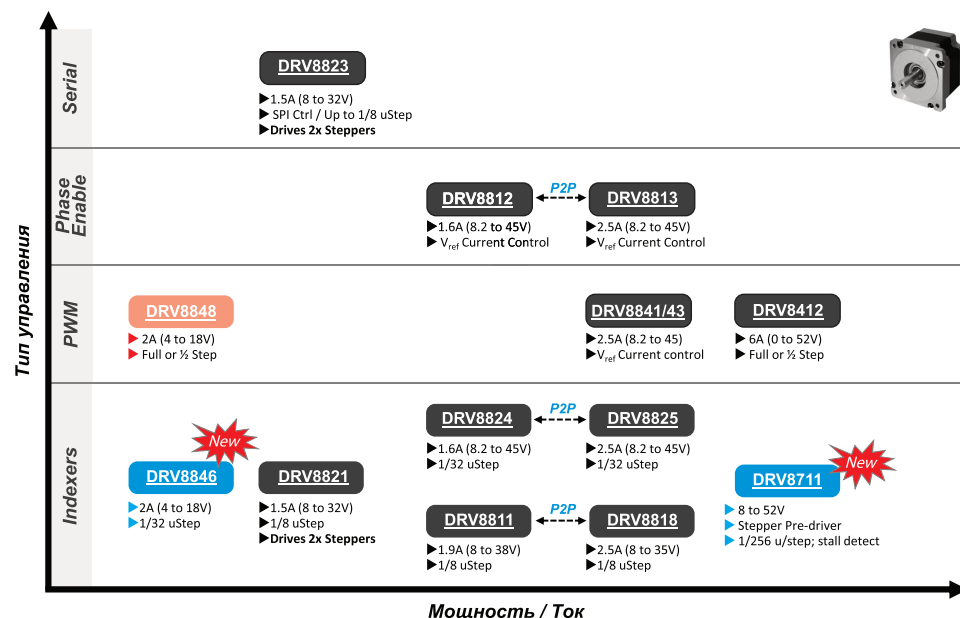 Тип управления
Serial
DRV8823
▶1.5A (8 to 32V)
▶ SPI Ctrl / Up to 1/8 uStep
▶Drives 2x Steppers
Phase
Enable
DRV8812
P2P
DRV8813
▶1.6A (8.2 to 45V)
▶ Vref Current Control
▶2.5A (8.2 to 45V)
▶Vref Current Control
PWM
DRV8848
▶ 2A (4 to 18V)
▶ Full or ½ Step
DRV8841/43
▶2.5A (8.2 to 45)
▶Vref Current control
DRV8412
▶ 6A (0 to 52V)
▶ Full or ½ Step
Indexers
New
DRV8846
▶2A (4 to 18V)
▶1/32 uStep
DRV8821
▶1.5A (8 to 32V)
▶1/8 uStep
▶Drives 2x Steppers
DRV8824
P2P
DRV8825
▶1.6A (8.2 to 45V)
▶1/32 uStep
▶2.5A (8.2 to 45V)
▶1/32 uStep
DRV8811
P2P
DRV8818
▶1.9A (8 to 38V)
▶1/8 uStep
▶2.5A (8 to 35V)
▶1/8 uStep
New
DRV8711
▶ 8 to 52V
▶ Stepper Pre-driver
▶ 1/256 u/step; stall detect
Мощность / Ток